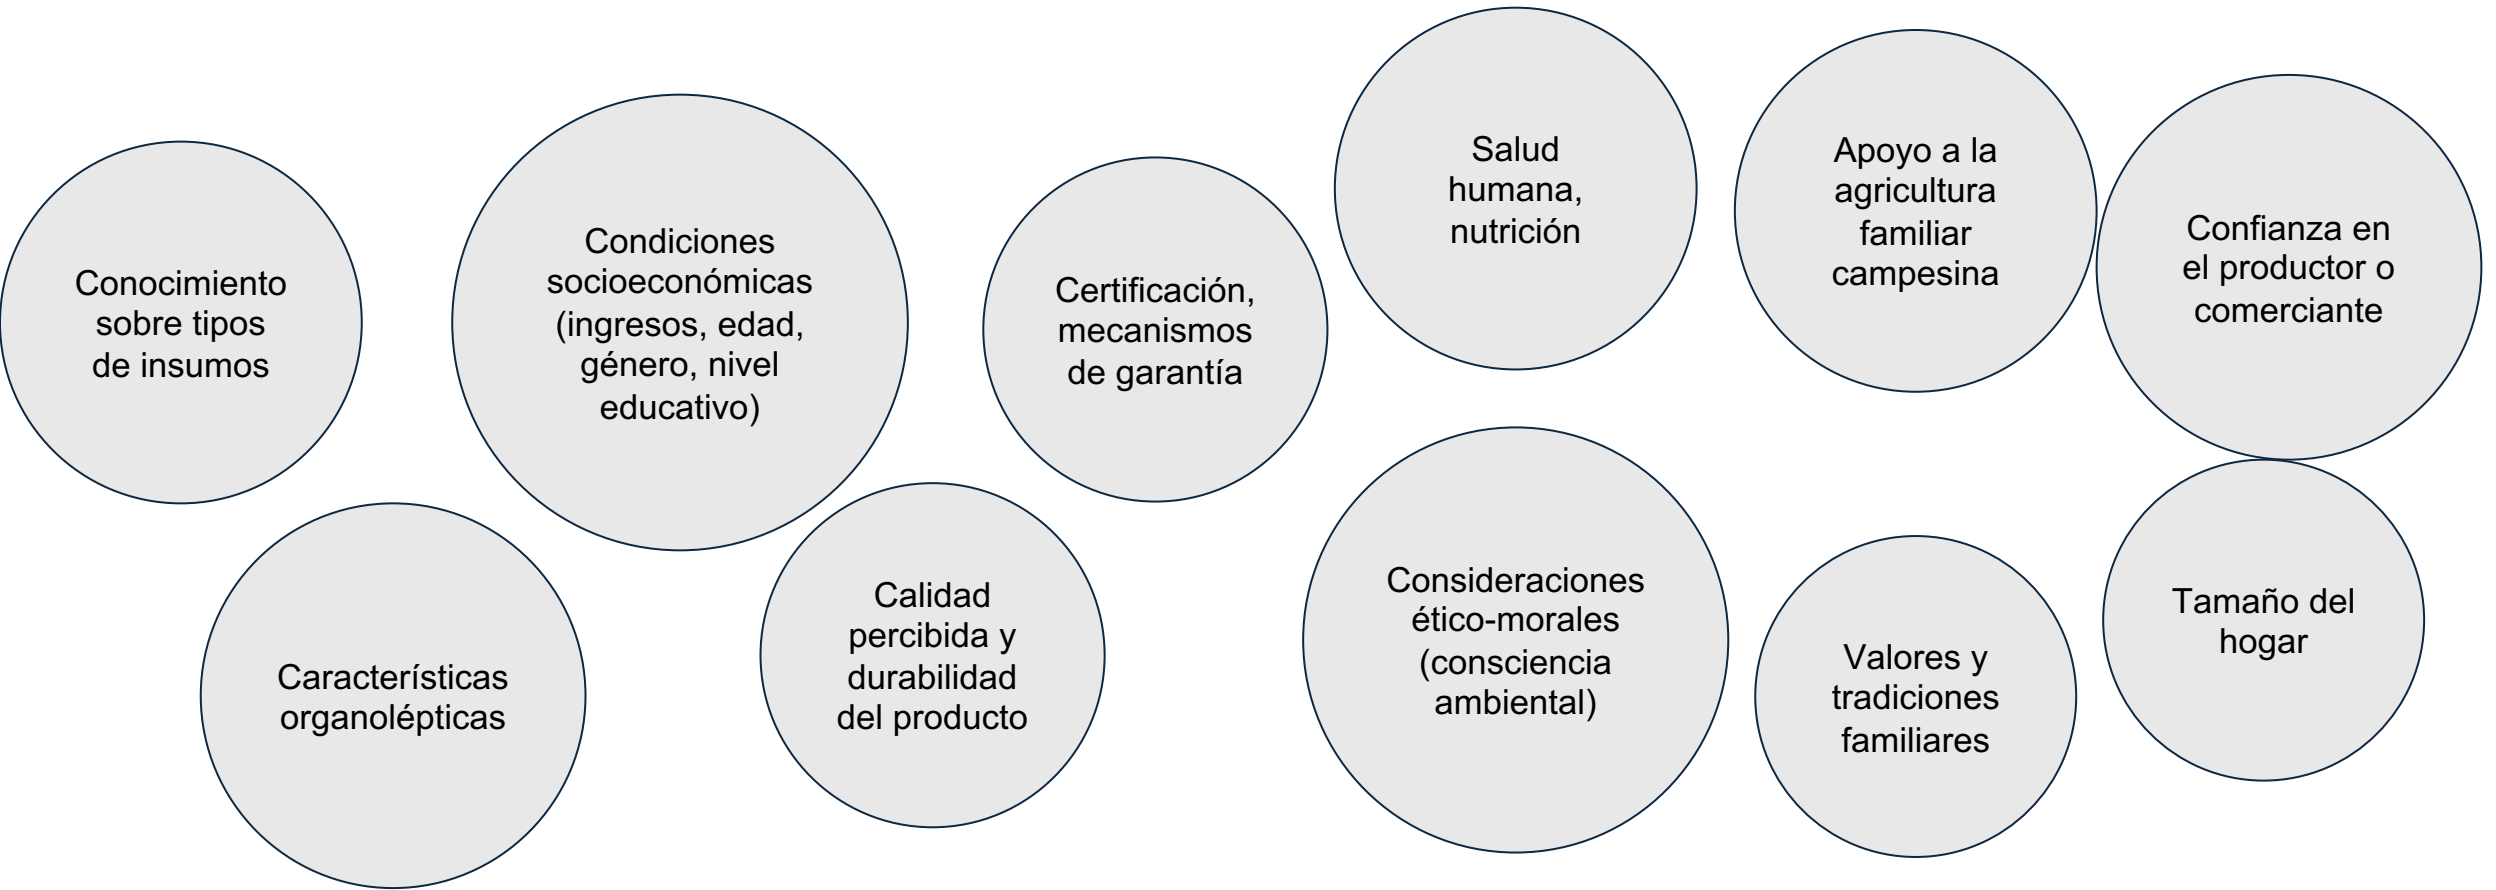 Conocimiento
sobre tipos
de insumos
Condiciones
socioeconómicas
(ingresos, edad,
género, nivel
educativo)
Certificación,
mecanismos
de garantía
Salud
humana,
nutrición
Apoyo a la
agricultura
familiar
campesina
Confianza en
el productor o
comerciante
Características
organolépticas
Calidad
percibida y
durabilidad
del producto
Consideraciones
ético-morales
(consciencia
ambiental)
Valores y
tradiciones
familiares
Tamaño del
hogar